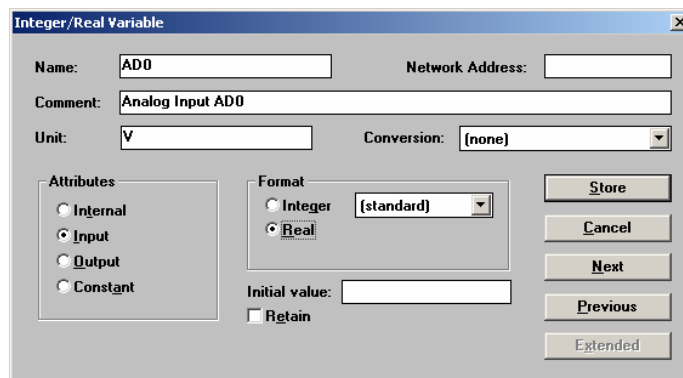 Integer/Real Variable
Name: AD0 Network Address:
Comment: Analog Input AD0
Unit: V Conversion: (none)
Attributes
Internal
Input
Output
Constant
Format
Integer (standard)
Real
Initial value:
Retain
Store
Cancel
Next
Previous
Extended